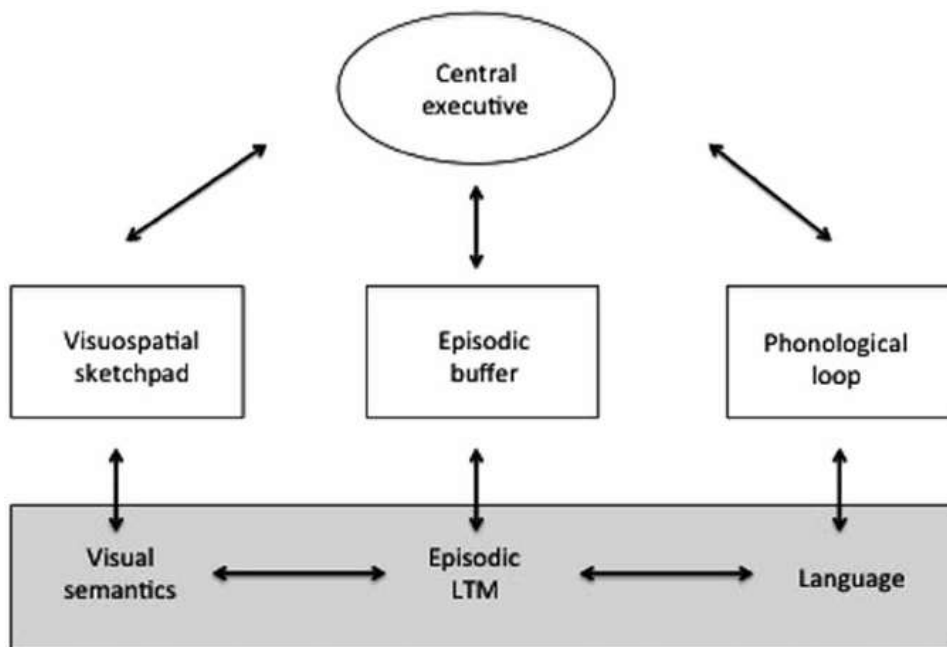 Central
executive
Visuospatial
sketchpad
Episodic
buffer
Phonological
loop
Visual
semantics
Episodic
LTM
Language